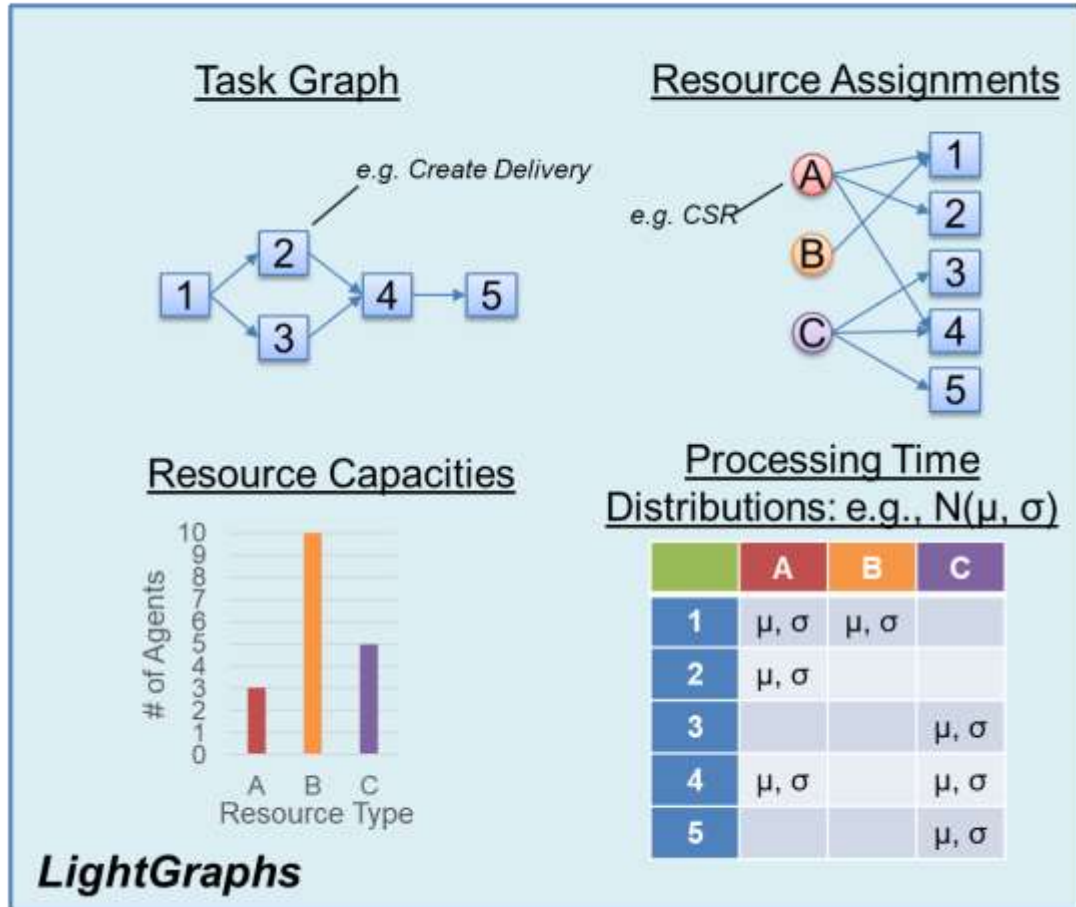 Task Graph
e.g. Create Delivery
1
2
3
4
5
Resource Assignments
e.g. CSR
A
B
C
1
2
3
4
5
Resource Capacities
# of Agents
10
9
8
7
6
5
4
3
2
1
0
A B C
Resource Type
Processing Time
Distributions: e.g., N(μ, σ)
A B C
1 μ, σ μ, σ
2 μ, σ
3 μ, σ
4 μ, σ μ, σ
5 μ, σ
LightGraphs